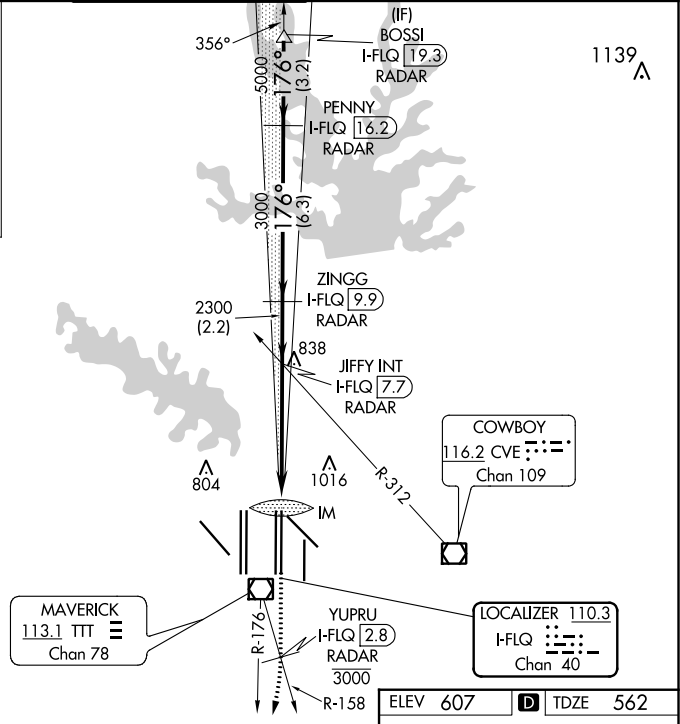 (IF)
BOSSI
I-FLQ 19.3
RADAR
356°
1139
5000
176°
(3.2)
PENNY
I-FLQ 16.2
RADAR
3000
176°
(6.3)
ZINGG
I-FLQ 9.9
RADAR
2300
(2.2)
838
JIFFY INT
I-FLQ 7.7
RADAR
COWBOY
116.2 CVE
Chan 109
R-312
804
1016
IM
MAVERICK
113.1 TTT
Chan 78
R-176
YUPRU
I-FLQ 2.8
RADAR
3000
R-158
LOCALIZER 110.3
I-FLQ
Chan 40
ELEV 607 D TDZE 562